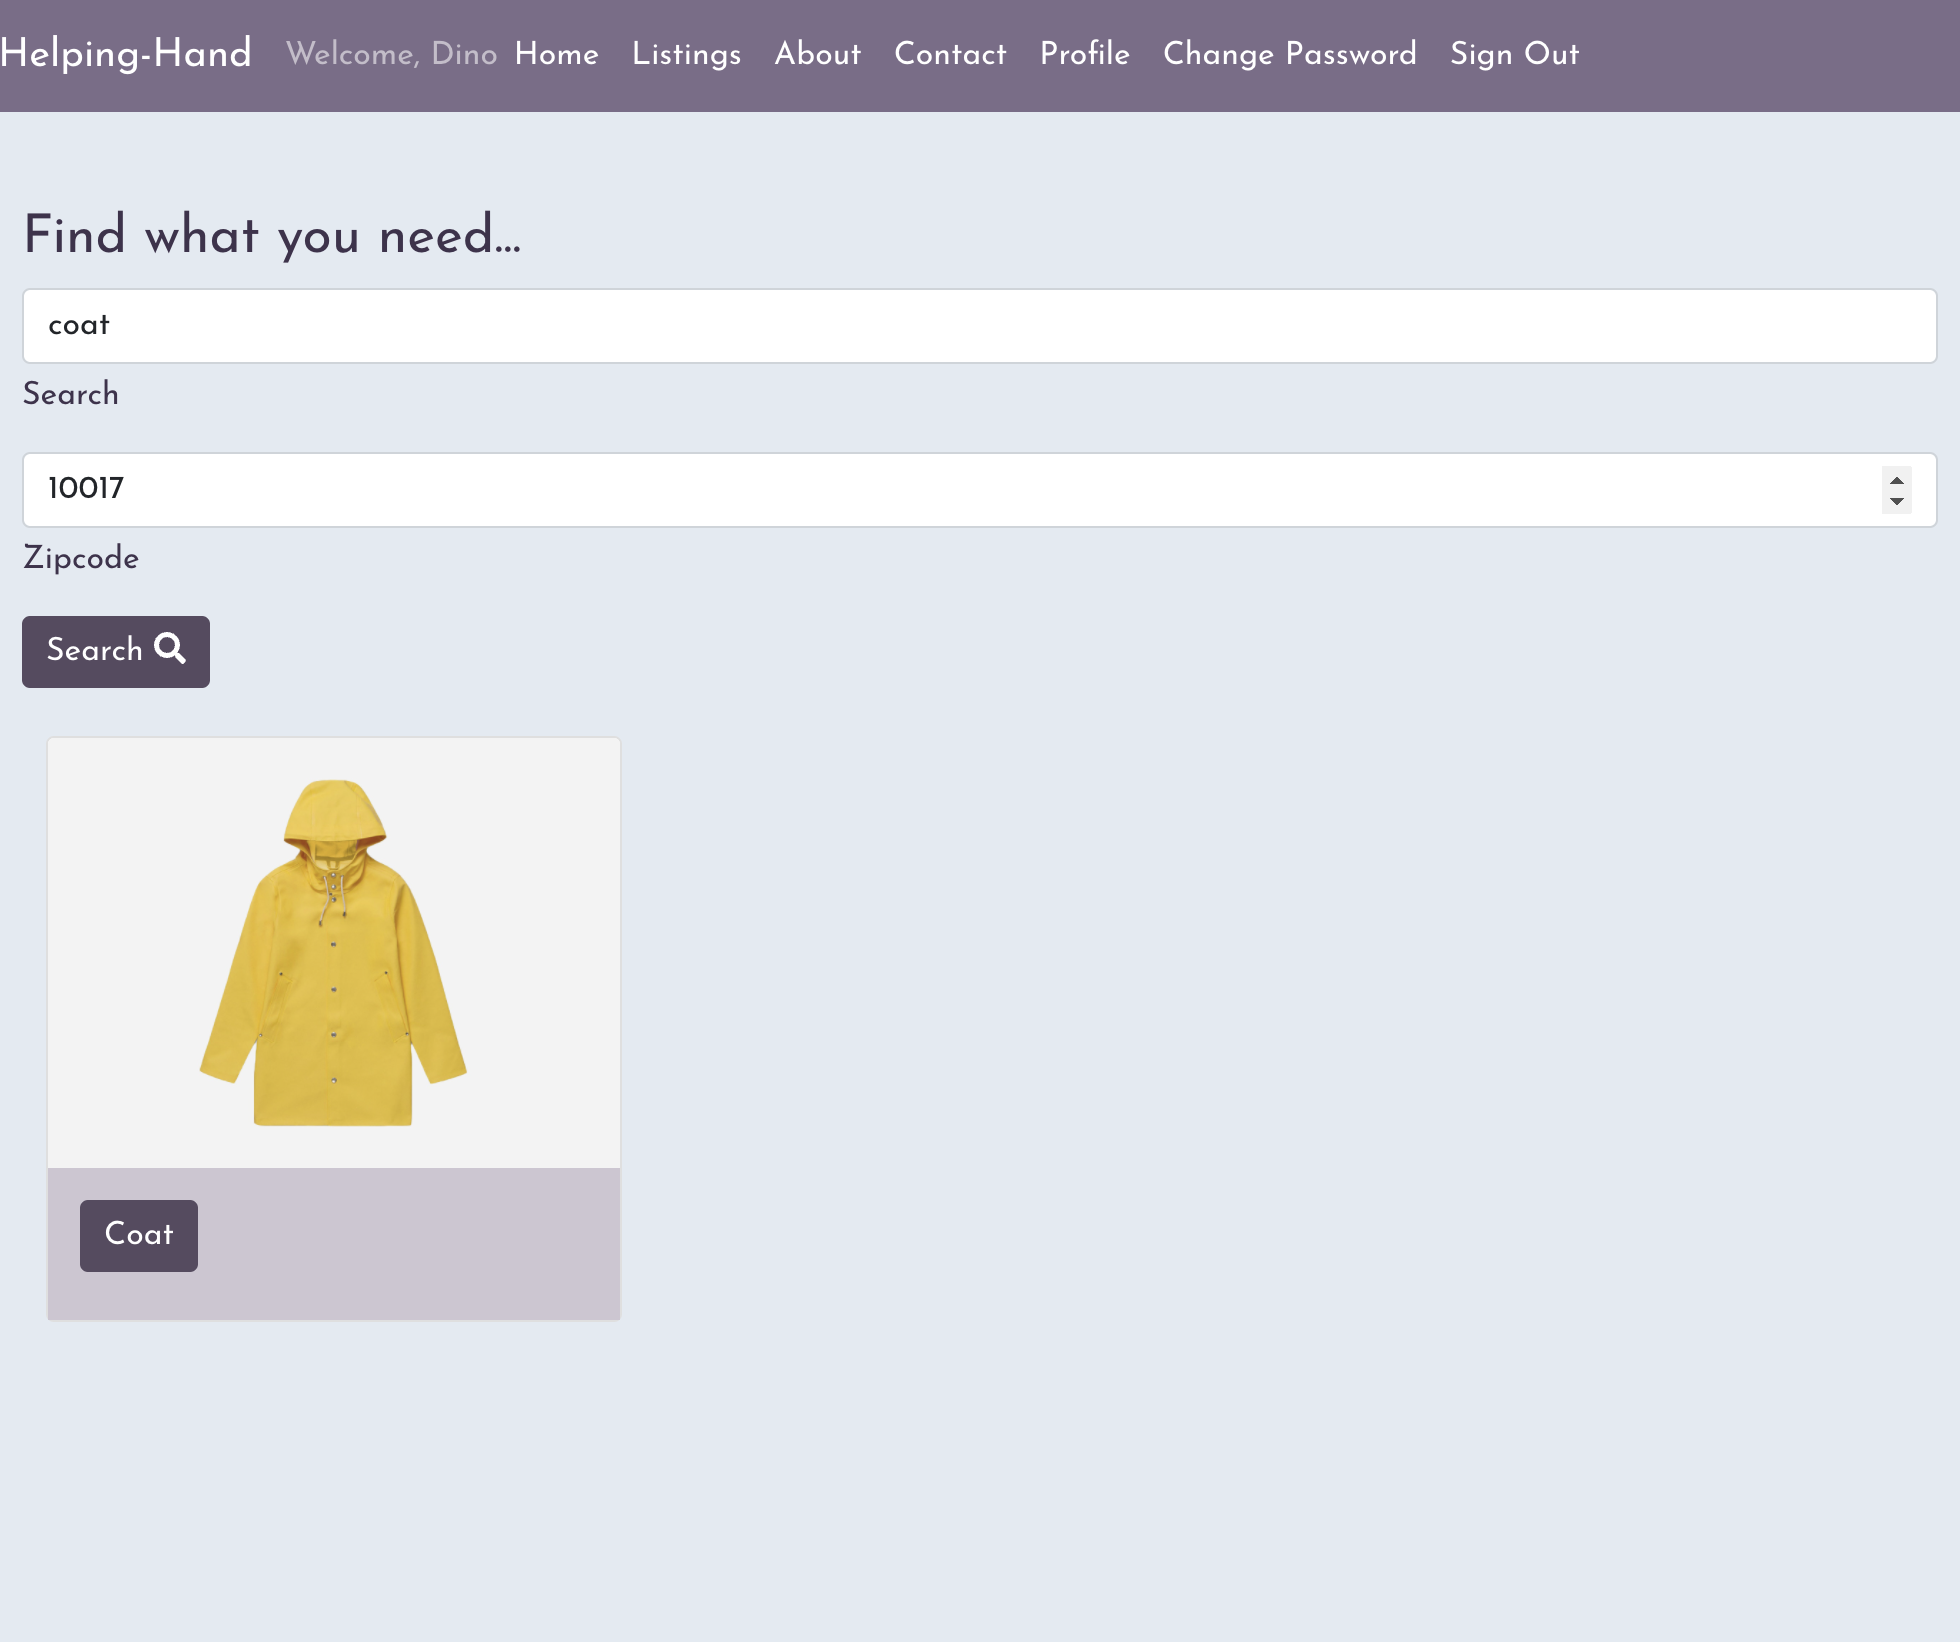 Helping-Hand Welcome, Dino Home Listings About Contact Profile Change Password Sign Out
Find what you need...
coat
Search
10017
Zipcode
Search
Coat